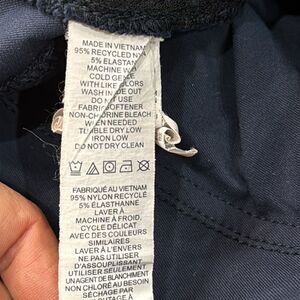 MADE IN VIETNAM
95% RECYCLED
5% ELASTAN
MACHINE
COLD GENTLE
WITH LIKE COLORS
WASH INSIDE OUT
DO NOT USE
FABRIC SOFTENER
NON-CHLORINE BLEACH
WHEN NEEDED
TUMBLE DRY LOW
IRON LOW
DO NOT DRY CLEAN
FABRIQUÉ AU VIETNAM
95% NYLON RECYCLÉ
5% ÉLASTHANNE
LAVER À
MACHINE À FROID,
CYCLE DÉLICAT
AVEC DES COULEURS
SIMILAIRES
LAVER À L'ENVERS
NE PAS UTILISER
D'ASSOUPLISSANT
UTILISER SEULEMENT
UN AGENT DE BLANCHIMENT
NON CHLORÉ AU BESOIN
SÉCHAGE PAR